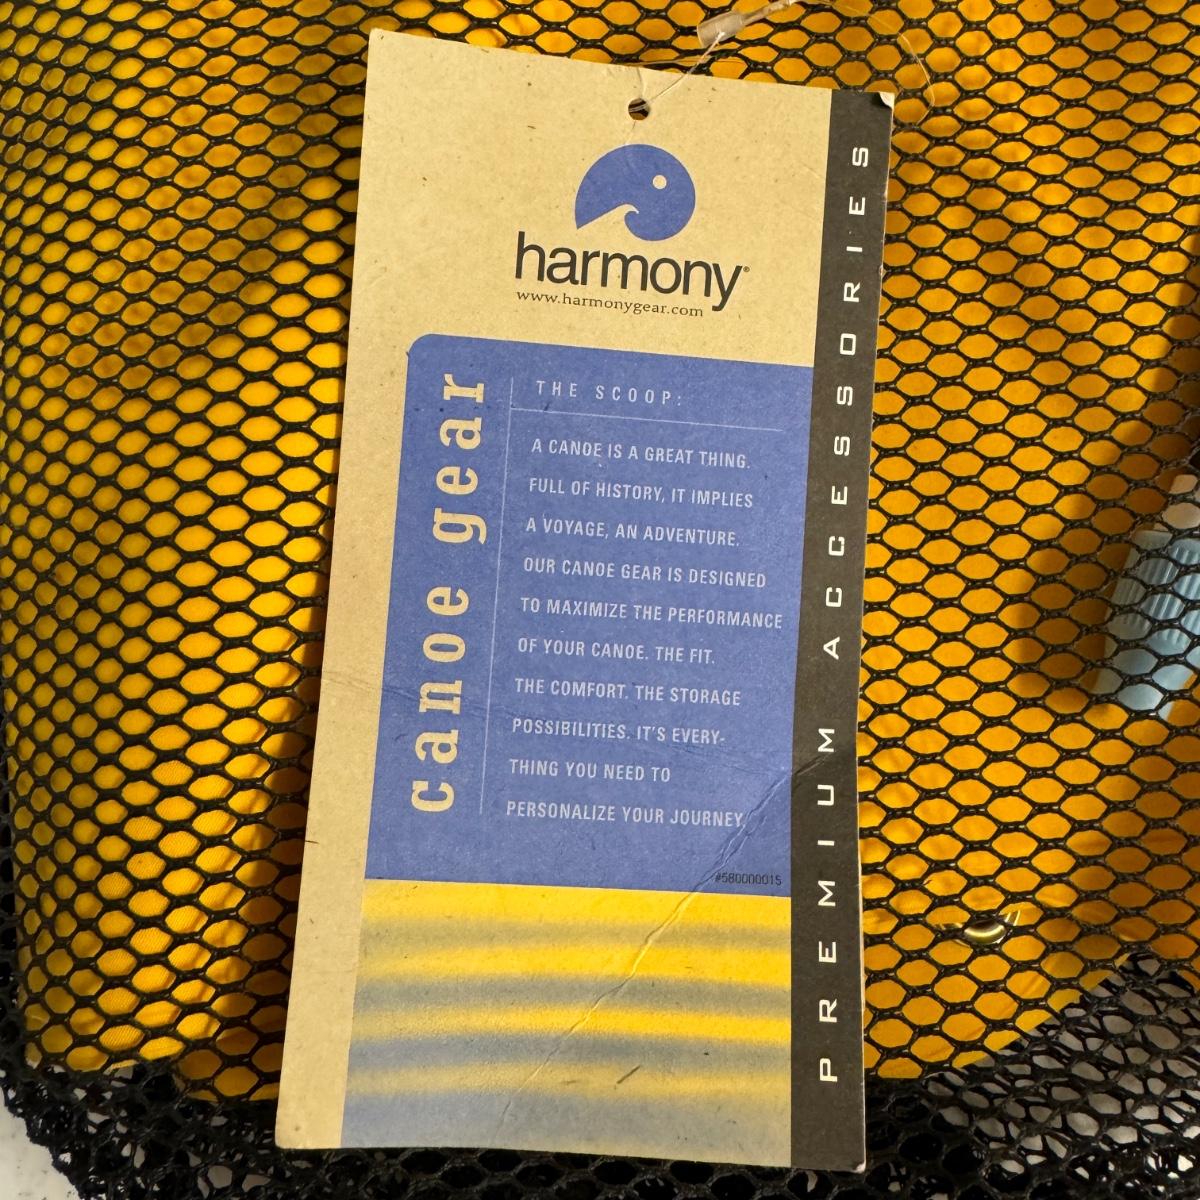 harmony®
www.harmonygear.com
canoe gear
THE SCOOP:
A CANOE IS A GREAT THING.
FULL OF HISTORY, IT IMPLIES
A VOYAGE, AN ADVENTURE.
OUR CANOE GEAR IS DESIGNED
TO MAXIMIZE THE PERFORMANCE
OF YOUR CANOE. THE FIT.
THE COMFORT. THE STORAGE
POSSIBILITIES. IT'S EVERY-
THING YOU NEED TO
PERSONALIZE YOUR JOURNEY.
#580000015
PREMIUM ACCESSORIES